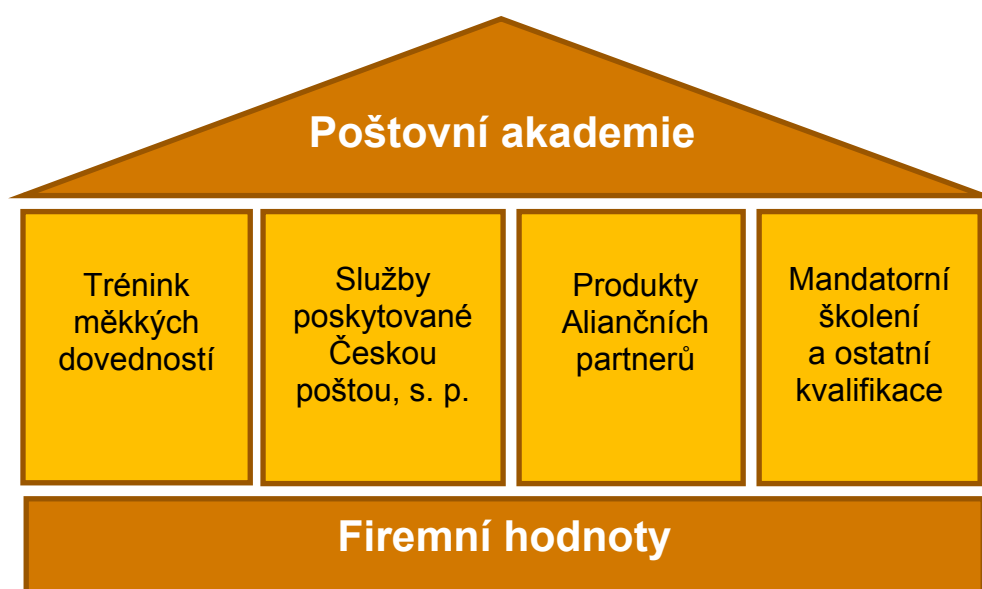 Poštovní akademie
Trénink
měkkých
dovedností
Služby
poskytované
Českou
poštou, s. p.
Produkty
Aliančních
partnerů
Mandatorní
školení
a ostatní
kvalifikace
Firemní hodnoty